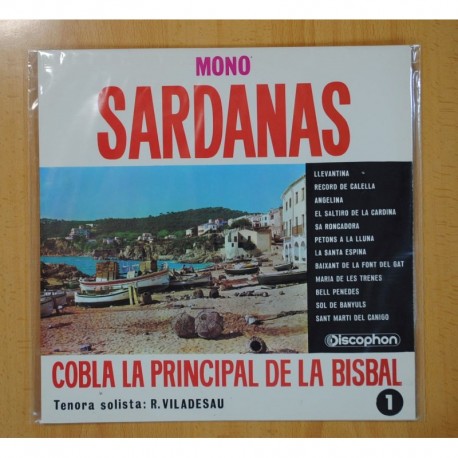 MONO
SARDANAS
LLEVANTINA
RECORD DE CALELLA
ANGELINA
EL SALTIRO DE LA CARDINA
SA RONCADORA
PETONS A LA LLUNA
LA SANTA ESPINA
BAIXANT DE LA FONT DEL GAT
MARIA DE LES TRENES
BELL PENEDES
SOL DE BANYULS
SANT MARTI DEL CANIGO
Discophon
COBLA LA PRINCIPAL DE LA BISBAL
Tenora solista: R. VILADESAU
1